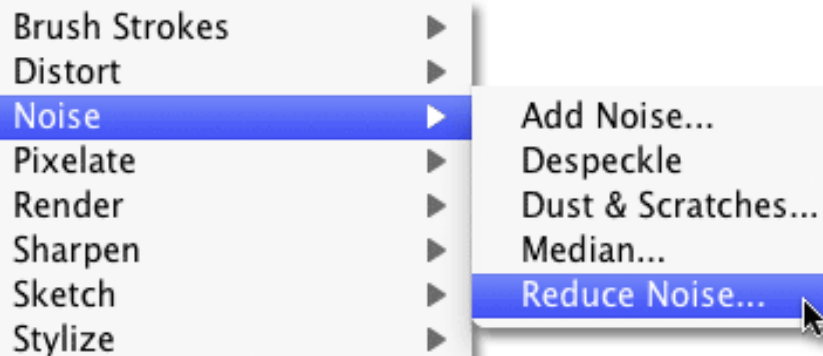 Brush Strokes
Distort
Noise
Pixelate
Render
Sharpen
Sketch
Stylize
Add Noise...
Despeckle
Dust & Scratches...
Median...
Reduce Noise...